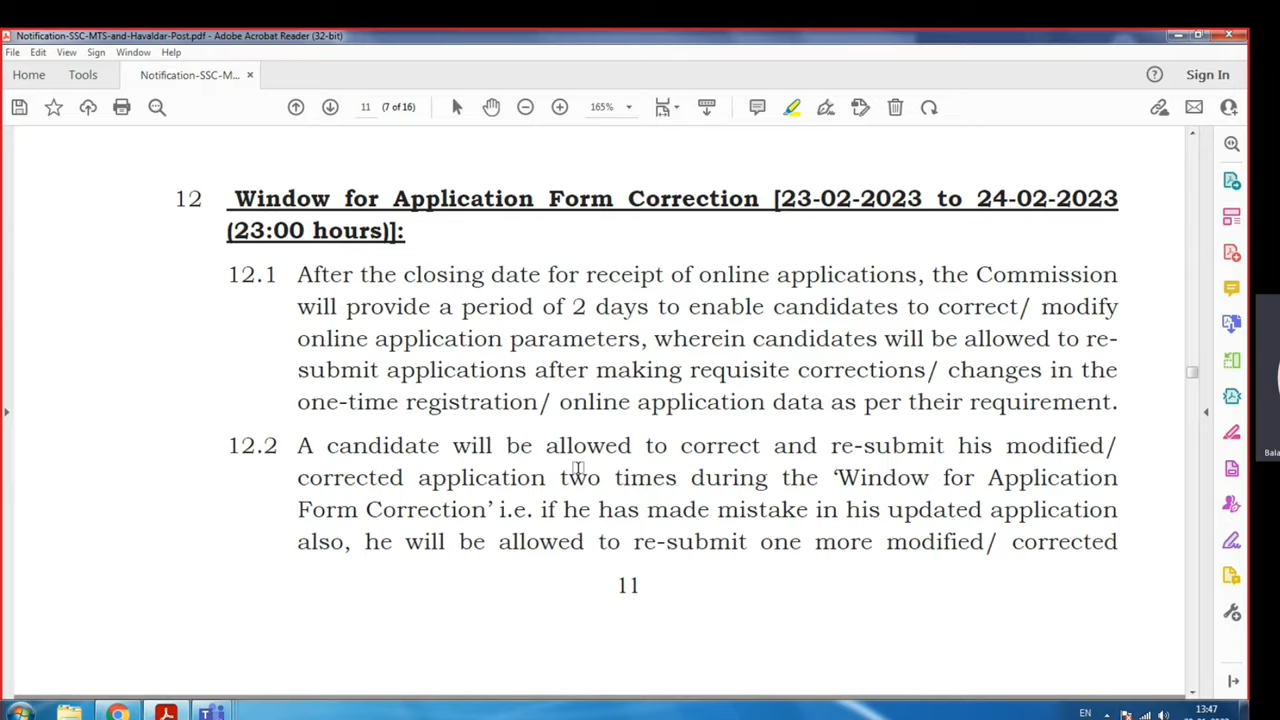 Notification-SSC-MTS-and-Havaldar-Post.pdf - Adobe Acrobat Reader (32-bit)
File Edit View Sign Window Help
Home Tools Notification-SSC-M... × Sign In
11 (7 of 16) 165%
12 Window for Application Form Correction [23-02-2023 to 24-02-2023
(23:00 hours)]:
12.1 After the closing date for receipt of online applications, the Commission
will provide a period of 2 days to enable candidates to correct/ modify
online application parameters, wherein candidates will be allowed to re-
submit applications after making requisite corrections/ changes in the
one-time registration/ online application data as per their requirement.
12.2 A candidate will be allowed to correct and re-submit his modified/
corrected application two times during the ‘Window for Application
Form Correction’ i.e. if he has made mistake in his updated application
also, he will be allowed to re-submit one more modified/ corrected
11
Bala
EN 13:47